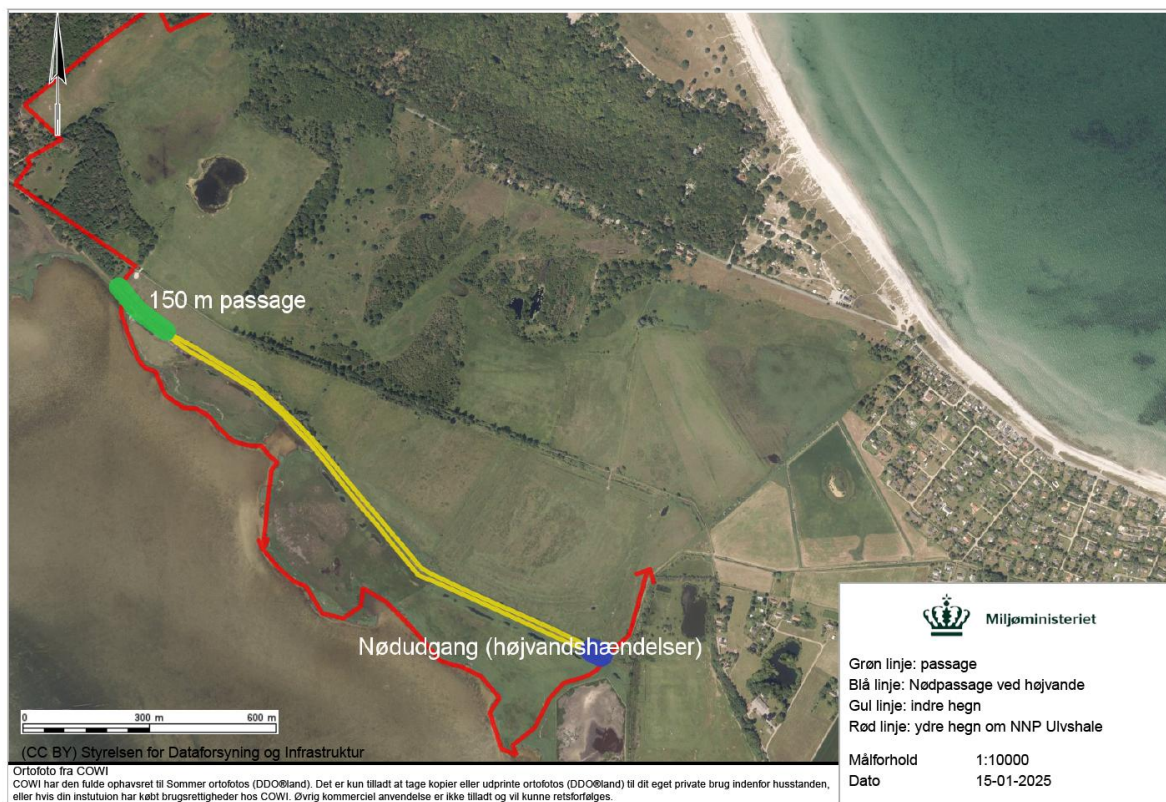 150 m passage
Nødudgang (højvandshændelser)
0 300 m 600 m
(CC BY) Styrelsen for Dataforsyning og Infrastruktur
Miljøministeriet
Grøn linje: passage
Blå linje: Nødpassage ved højvande
Gul linje: indre hegn
Rød linje: ydre hegn om NNP Ulvshale
Målforhold 1:10000
Dato 15-01-2025
Ortofoto fra COWI
COWI har den fulde ophavsret til Sommer ortofotos (DDO®land). Det er kun tilladt at tage kopier eller udprinte ortofotos (DDO®land) til dit eget private brug indenfor husstanden,
eller hvis din instutuion har købt brugsrettigheder hos COWI. Øvrig kommerciel anvendelse er ikke tilladt og vil kunne retsforfølges.